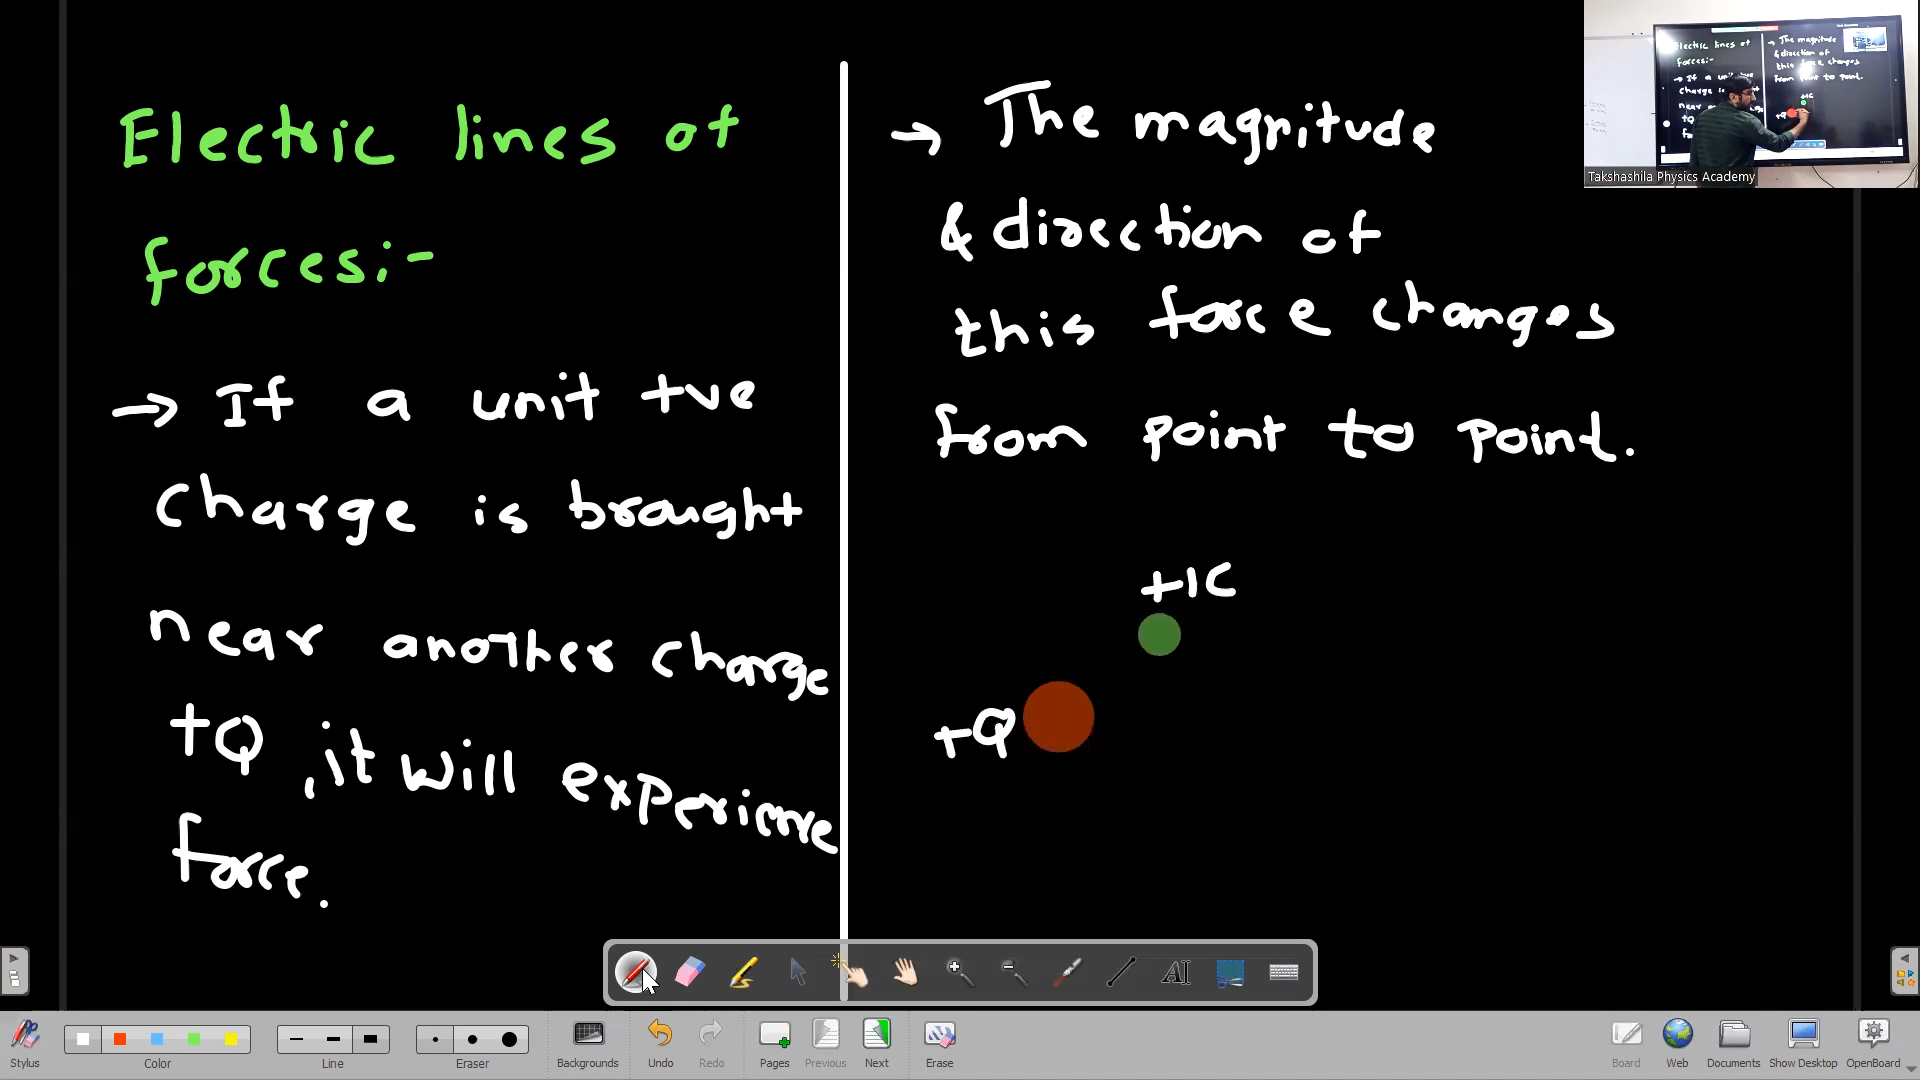 Electric lines of
forces:-
→ If a unit +ve
charge is brought
near another charge
+Q, it will experience
force.
→ The magnitude
& direction of
this force changes
from point to point.
+1C
+Q
Takshashila Physics Academy
Stylus
Color
Line
Eraser
Backgrounds
Undo
Redo
Pages
Previous
Next
Erase
Board
Web
Documents
Show Desktop
OpenBoard